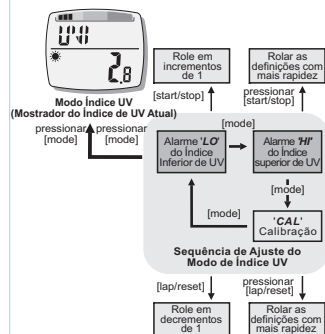 UVI
2.8
Modo Índice UV
(Mostrador do Índice de UV Atual)
pressionar
[mode]
pressionar
[mode]
Role em
incrementos
de 1
Rolar as
definições com
mais rapidez
[start/stop]
pressionar
[start/stop]
[mode]
Alarme 'LO'
do Índice
Inferior de UV
Alarme 'HI'
do Índice
superior de UV
[mode]
[mode]
'CAL'
Calibração
Sequência de Ajuste do
Modo de Índice UV
[lap/reset]
pressionar
[lap/reset]
Role em
decrementos
de 1
Rolar as
definições com
mais rapidez